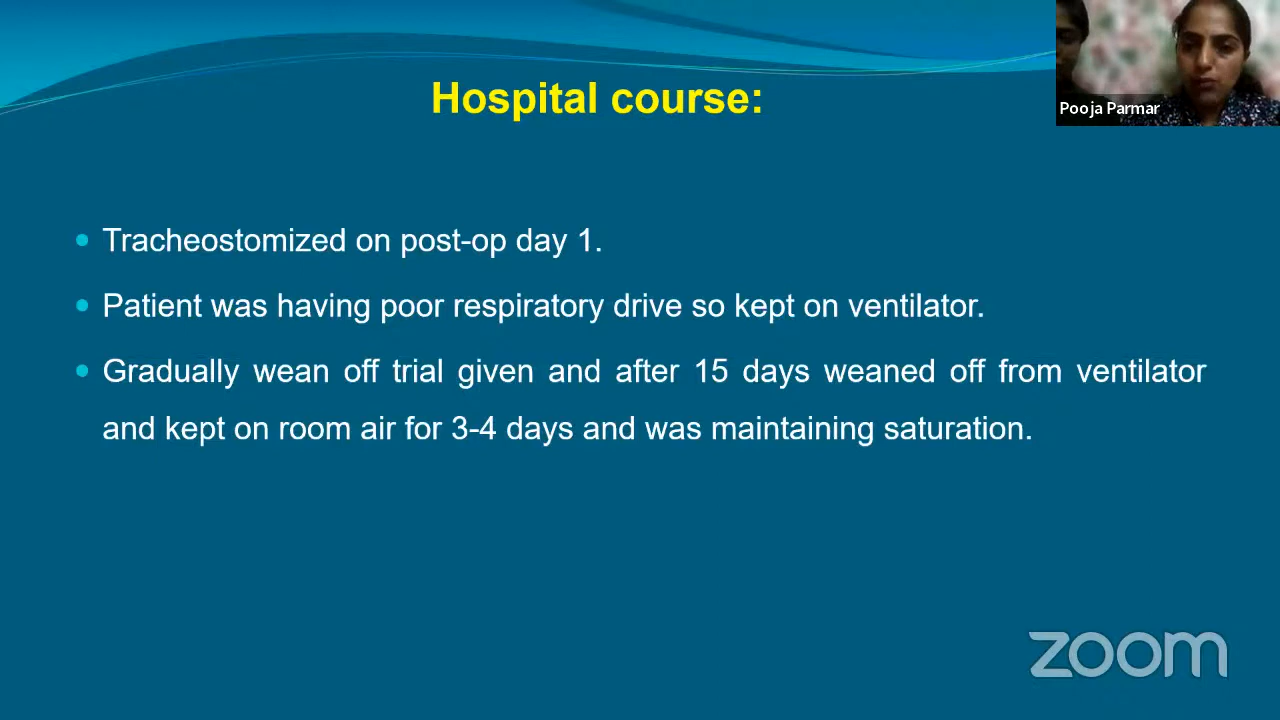 Hospital course:
Pooja Parmar
Tracheostomized on post-op day 1.
Patient was having poor respiratory drive so kept on ventilator.
Gradually wean off trial given and after 15 days weaned off from ventilator
and kept on room air for 3-4 days and was maintaining saturation.
zoom